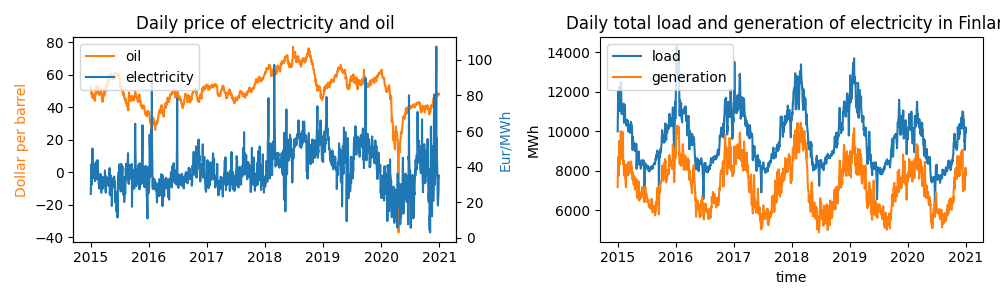 Daily price of electricity and oil
80
60
40
20
0
−20
−40
Dollar per barrel
oil
electricity
100
80
60
40
20
0
Eur/MWh
2015 2016 2017 2018 2019 2020 2021
Daily total load and generation of electricity in Finlan
14000
12000
10000
8000
6000
MWh
load
generation
2015 2016 2017 2018 2019 2020 2021
time